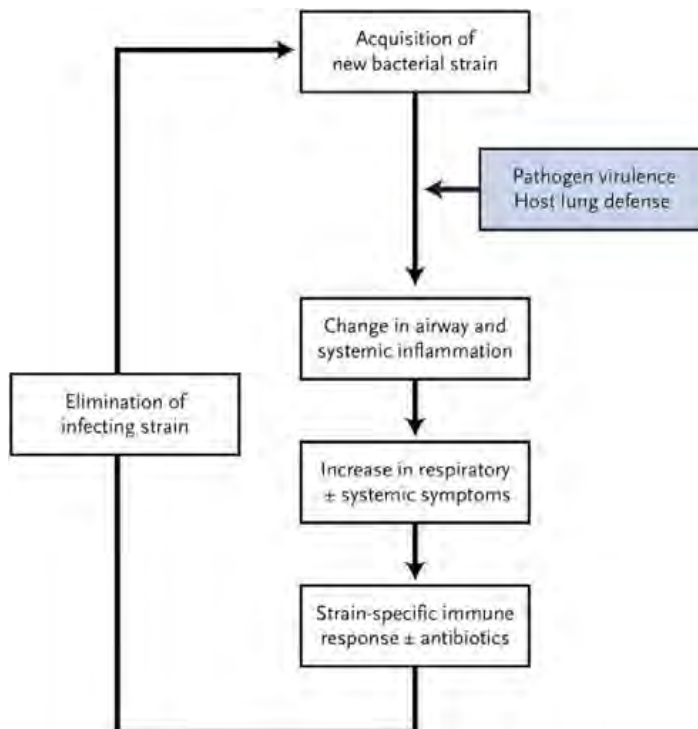 Acquisition of
new bacterial strain
Pathogen virulence
Host lung defense
Change in airway and
systemic inflammation
Elimination of
infecting strain
Increase in respiratory
± systemic symptoms
Strain-specific immune
response ± antibiotics